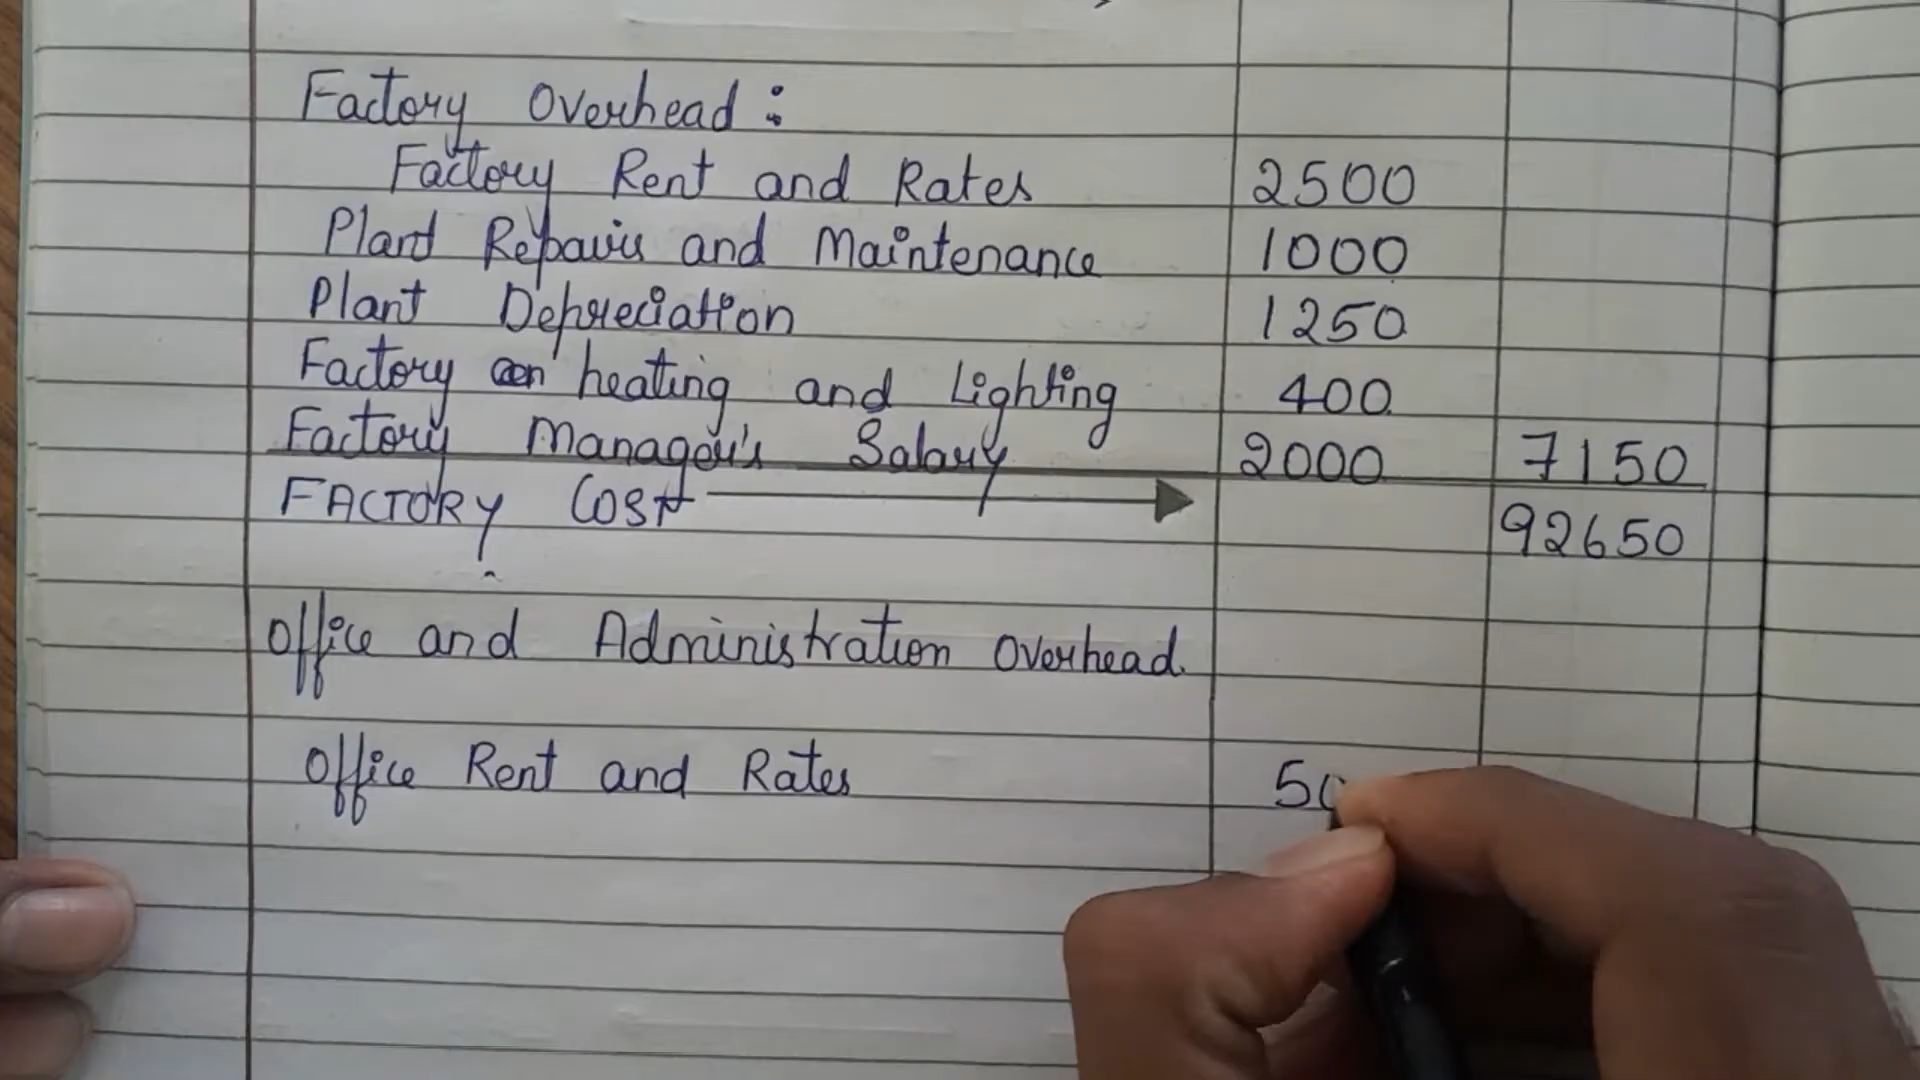 Factory Overhead :
Factory Rent and Rates 2500
Plant Repairs and Maintenance 1000
Plant Depreciation 1250
Factory heating and Lighting 400
Factory Manager's Salary 2000 7150
FACTORY COST 92650
Office and Administration Overhead.
Office Rent and Rates 50